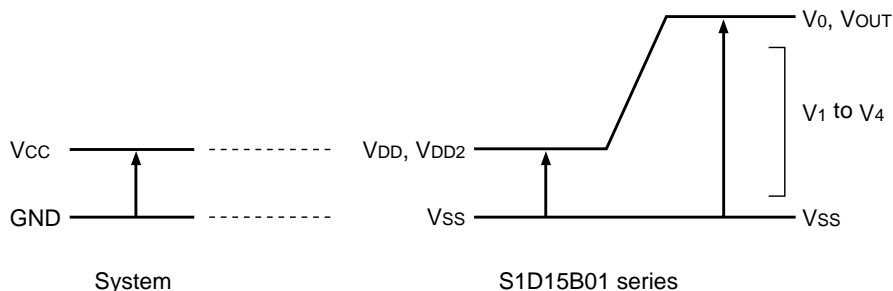 V0, VOUT
V1 to V4
VCC
VDD, VDD2
GND
VSS
VSS
System
S1D15B01 series